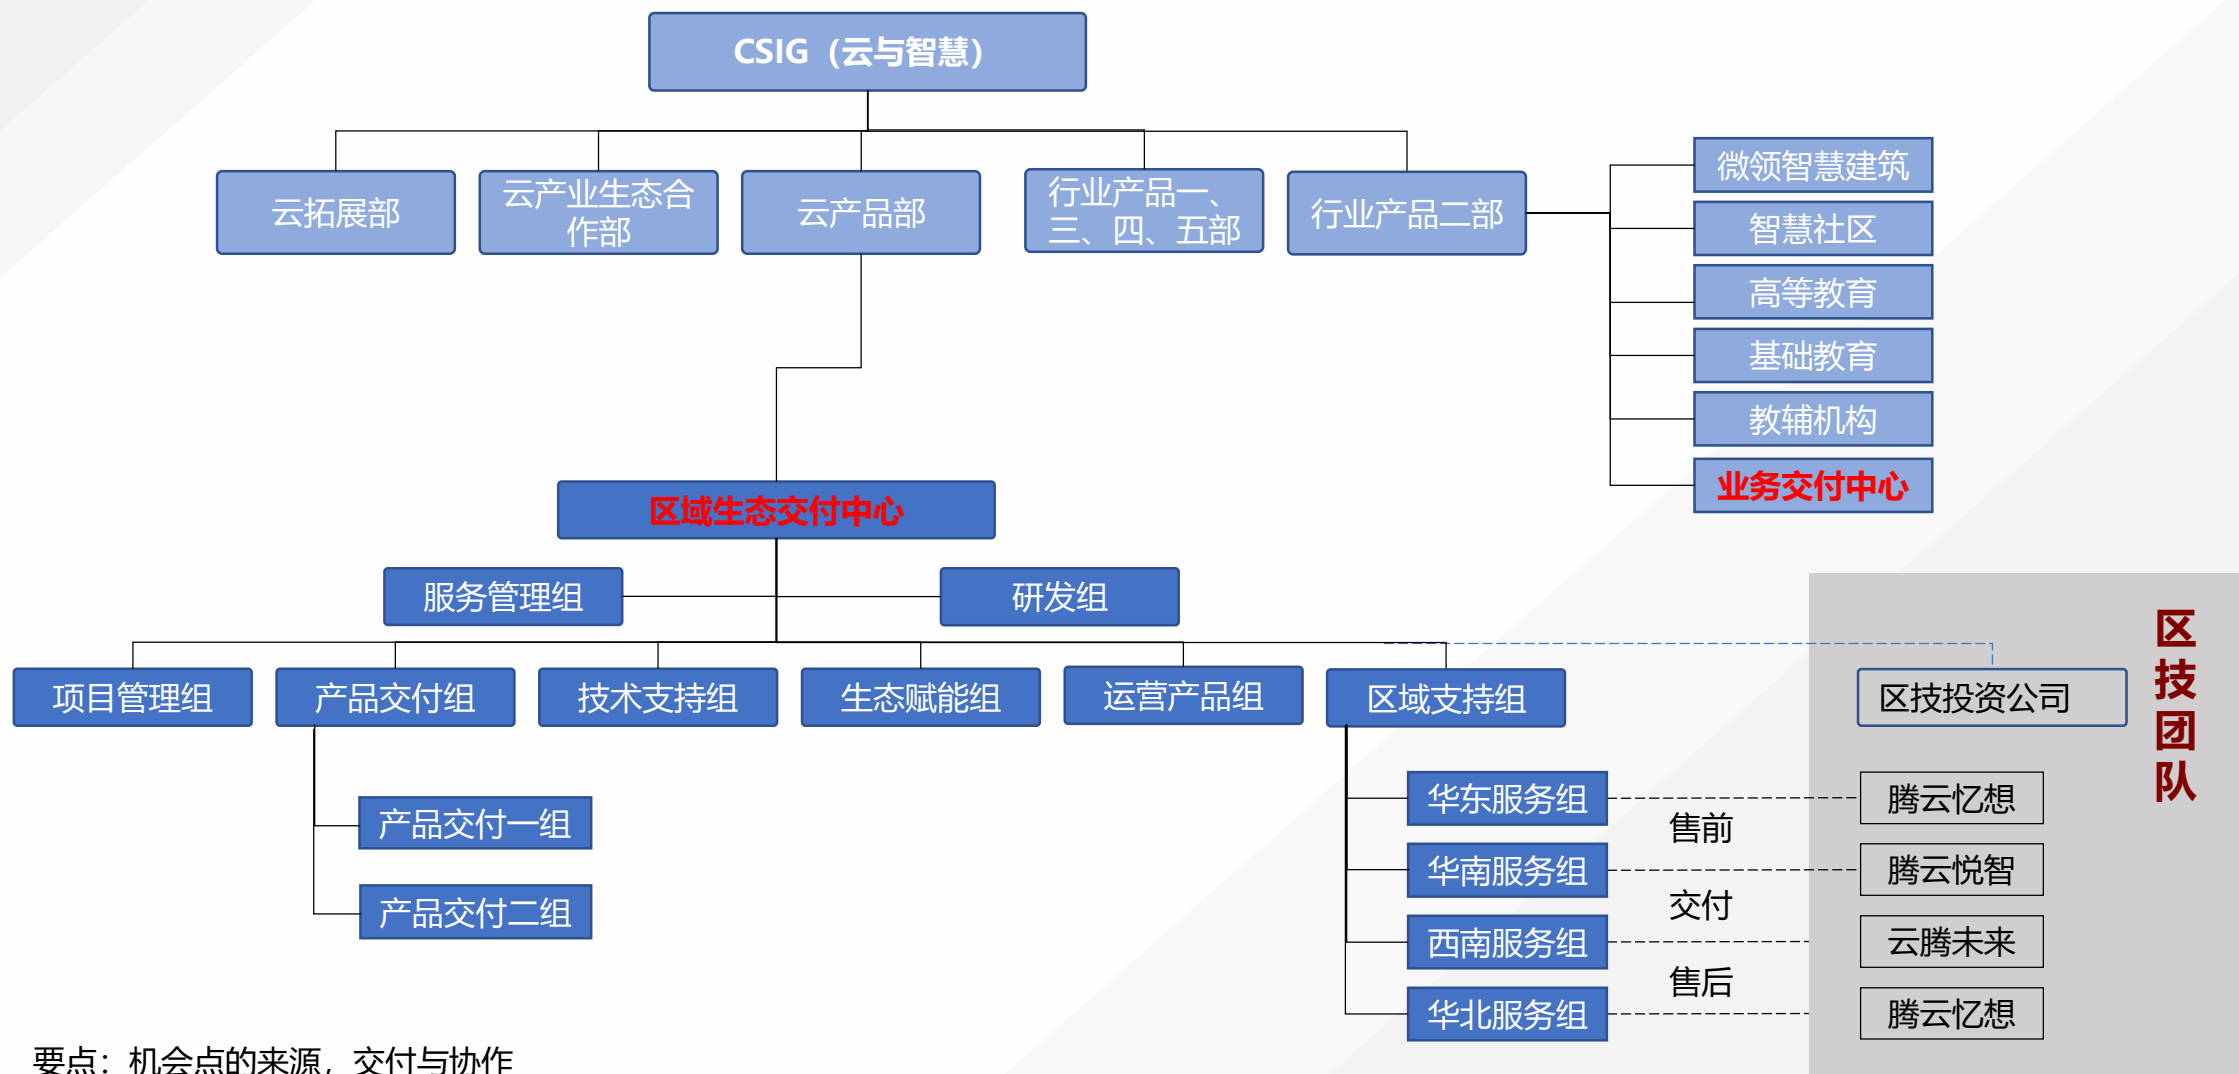 CSIG（云与智慧）
云拓展部
云产业生态合
作部
云产品部
行业产品一、
三、四、五部
行业产品二部
微领智慧建筑
智慧社区
高等教育
基础教育
教辅机构
业务交付中心
区域生态交付中心
服务管理组
研发组
项目管理组
产品交付组
技术支持组
生态赋能组
运营产品组
区域支持组
区技投资公司
区技团队
产品交付一组
产品交付二组
华东服务组
华南服务组
西南服务组
华北服务组
售前
交付
售后
腾云忆想
腾云悦智
云腾未来
腾云忆想
要点：机会点的来源，交付与协作